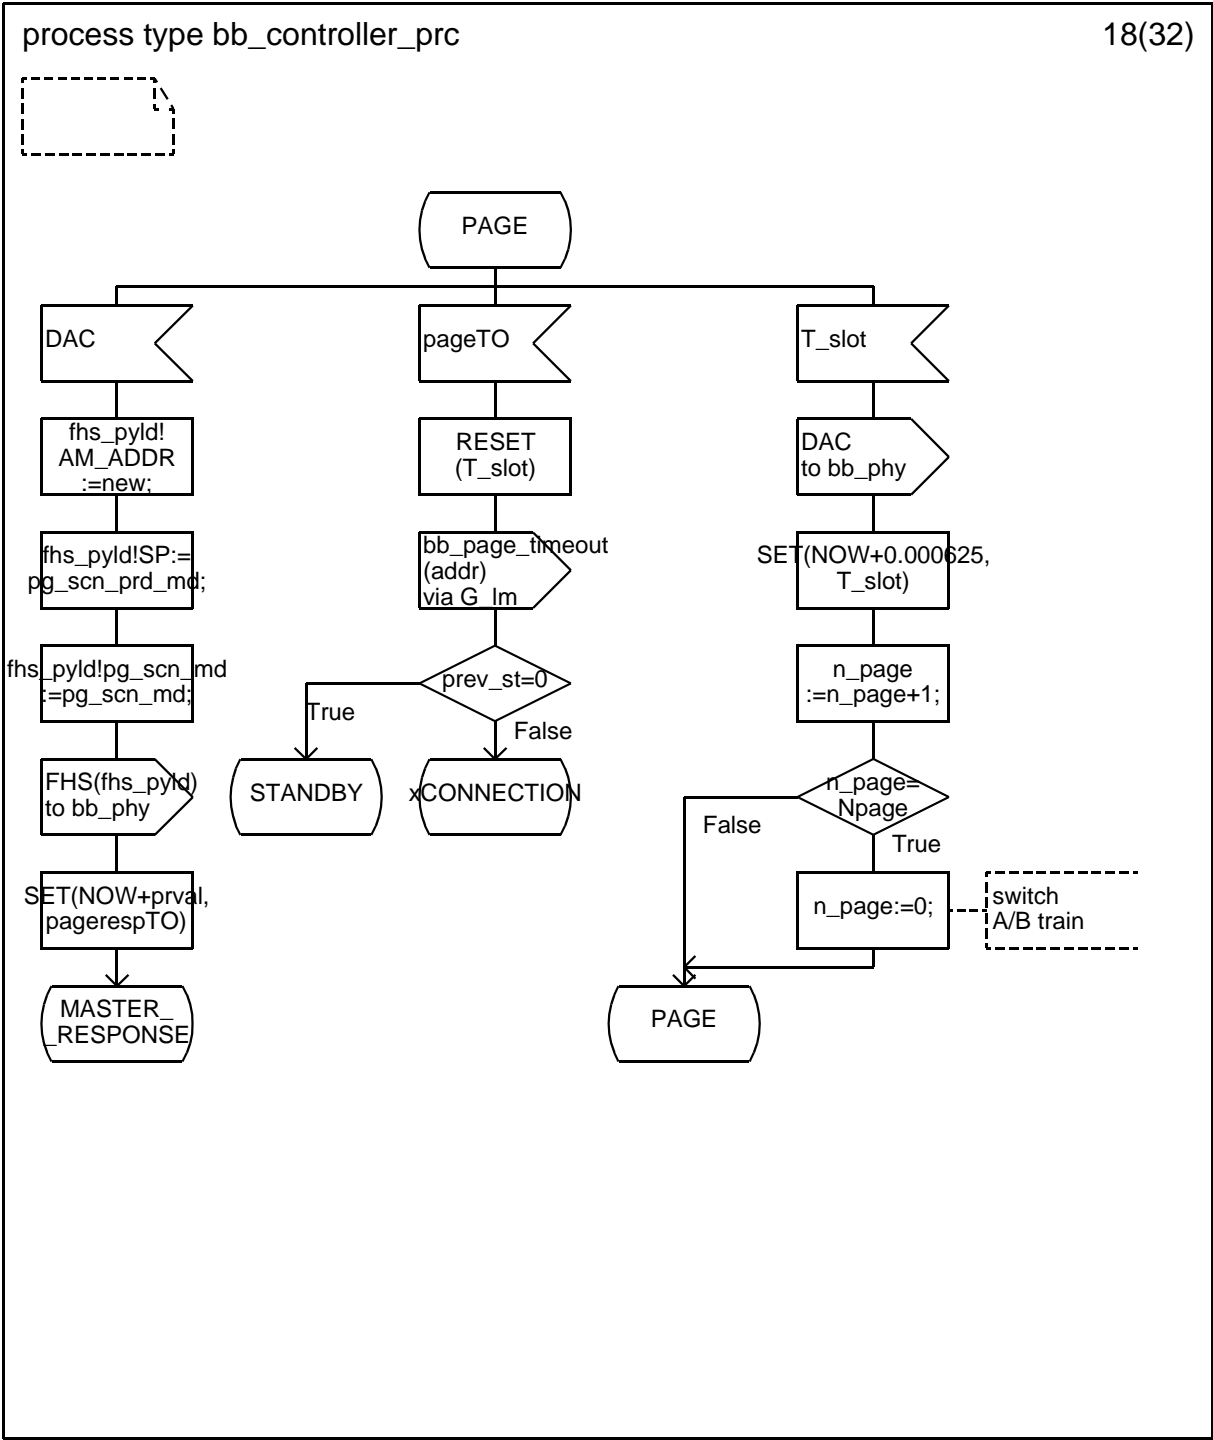 process type bb_controller_prc
18(32)
PAGE
DAC
pageTO
T_slot
fhs_pyld!
AM_ADDR
:=new;
RESET
(T_slot)
DAC
to bb_phy
fhs_pyld!SP:=
pg_scn_prd_md;
bb_page_timeout
(addr)
via G_lm
SET(NOW+0.000625,
T_slot)
fhs_pyld!pg_scn_md
:=pg_scn_md;
prev_st=0
True
False
n_page
:=n_page+1;
FHS(fhs_pyld)
to bb_phy
STANDBY
xCONNECTION
n_page=
Npage
False
True
SET(NOW+prval,
pagerespTO)
n_page:=0;
switch
A/B train
MASTER_
_RESPONSE
PAGE